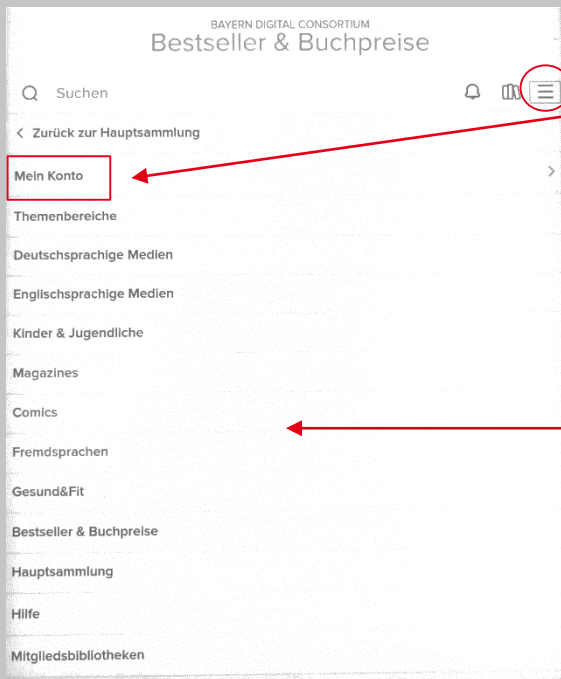 BAYERN DIGITAL CONSORTIUM
Bestseller & Buchpreise
Suchen
< Zurück zur Hauptsammlung
Mein Konto
Themenbereiche
Deutschsprachige Medien
Englischsprachige Medien
Kinder & Jugendliche
Magazines
Comics
Fremdsprachen
Gesund&Fit
Bestseller & Buchpreise
Hauptsammlung
Hilfe
Mitgliedsbibliotheken